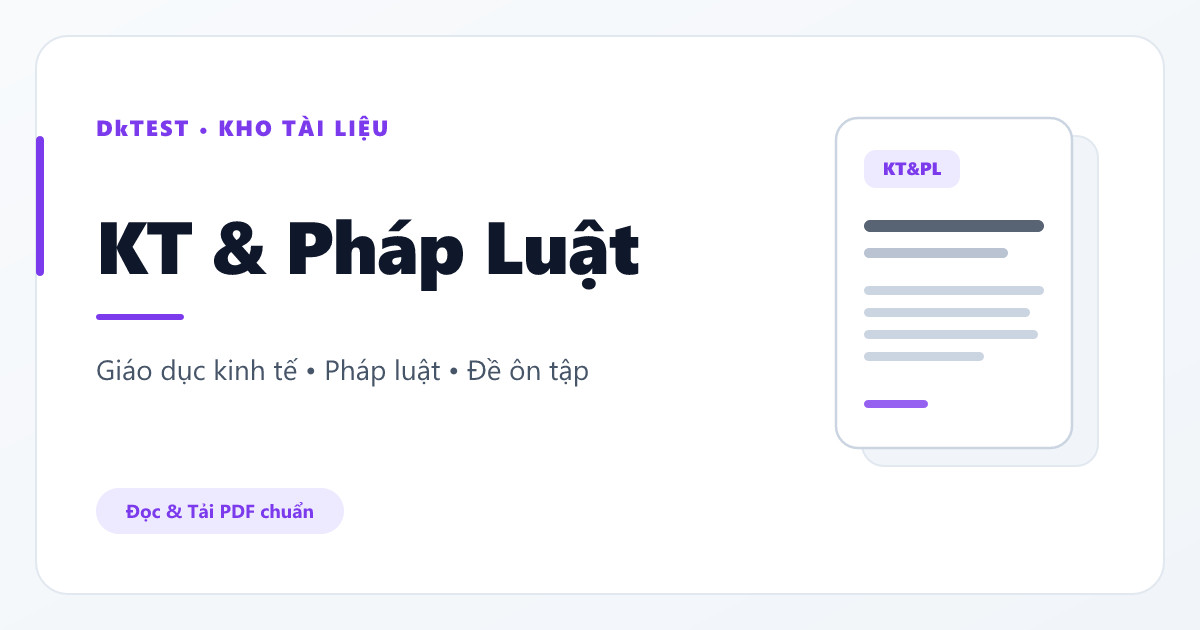 DkTEST • KHO TÀI LIỆU
KT & Pháp Luật
Giáo dục kinh tế • Pháp luật • Đề ôn tập
Đọc & Tải PDF chuẩn
KT&PL